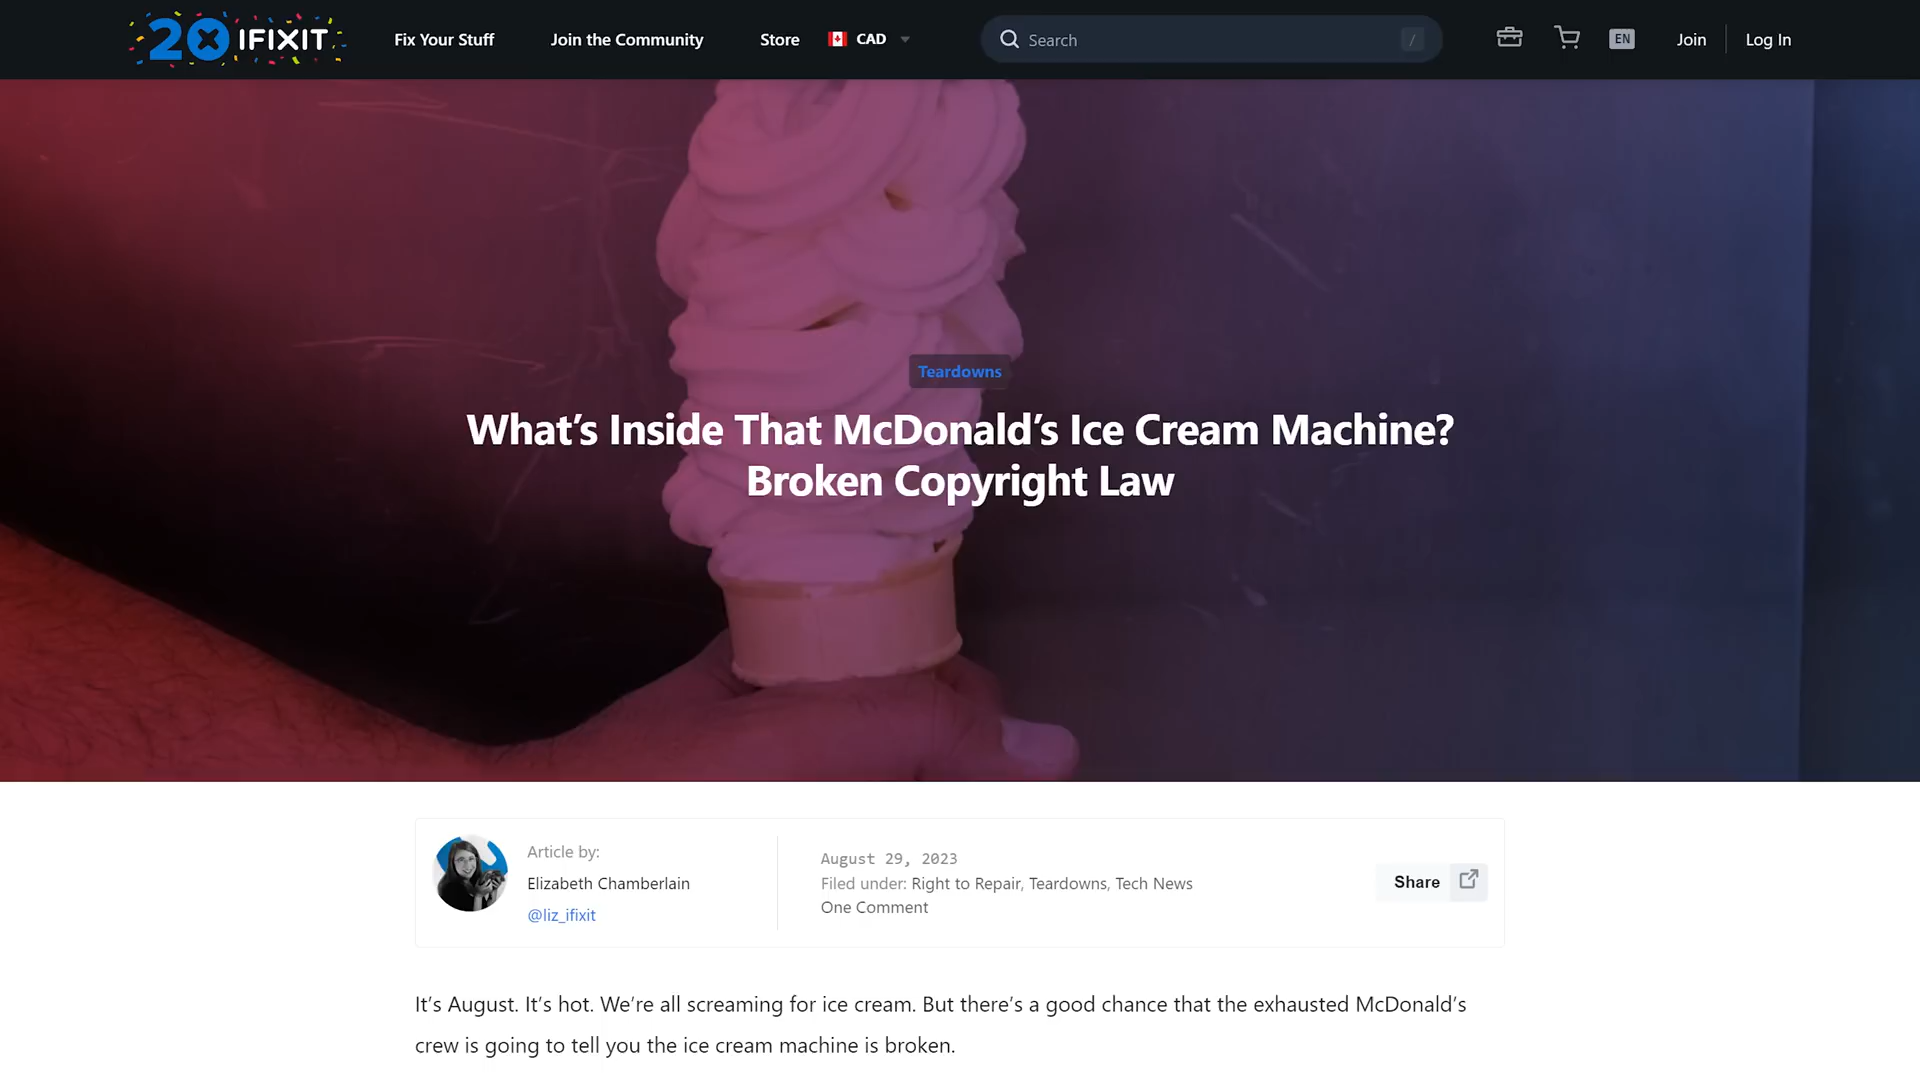 20 IFIXIT
Fix Your Stuff
Join the Community
Store
CAD
Search
/
EN
Join
Log In
Teardowns
What’s Inside That McDonald’s Ice Cream Machine?
Broken Copyright Law
Article by:
Elizabeth Chamberlain
@liz_ifixit
August 29, 2023
Filed under: Right to Repair, Teardowns, Tech News
One Comment
Share
It’s August. It’s hot. We’re all screaming for ice cream. But there’s a good chance that the exhausted McDonald’s
crew is going to tell you the ice cream machine is broken.